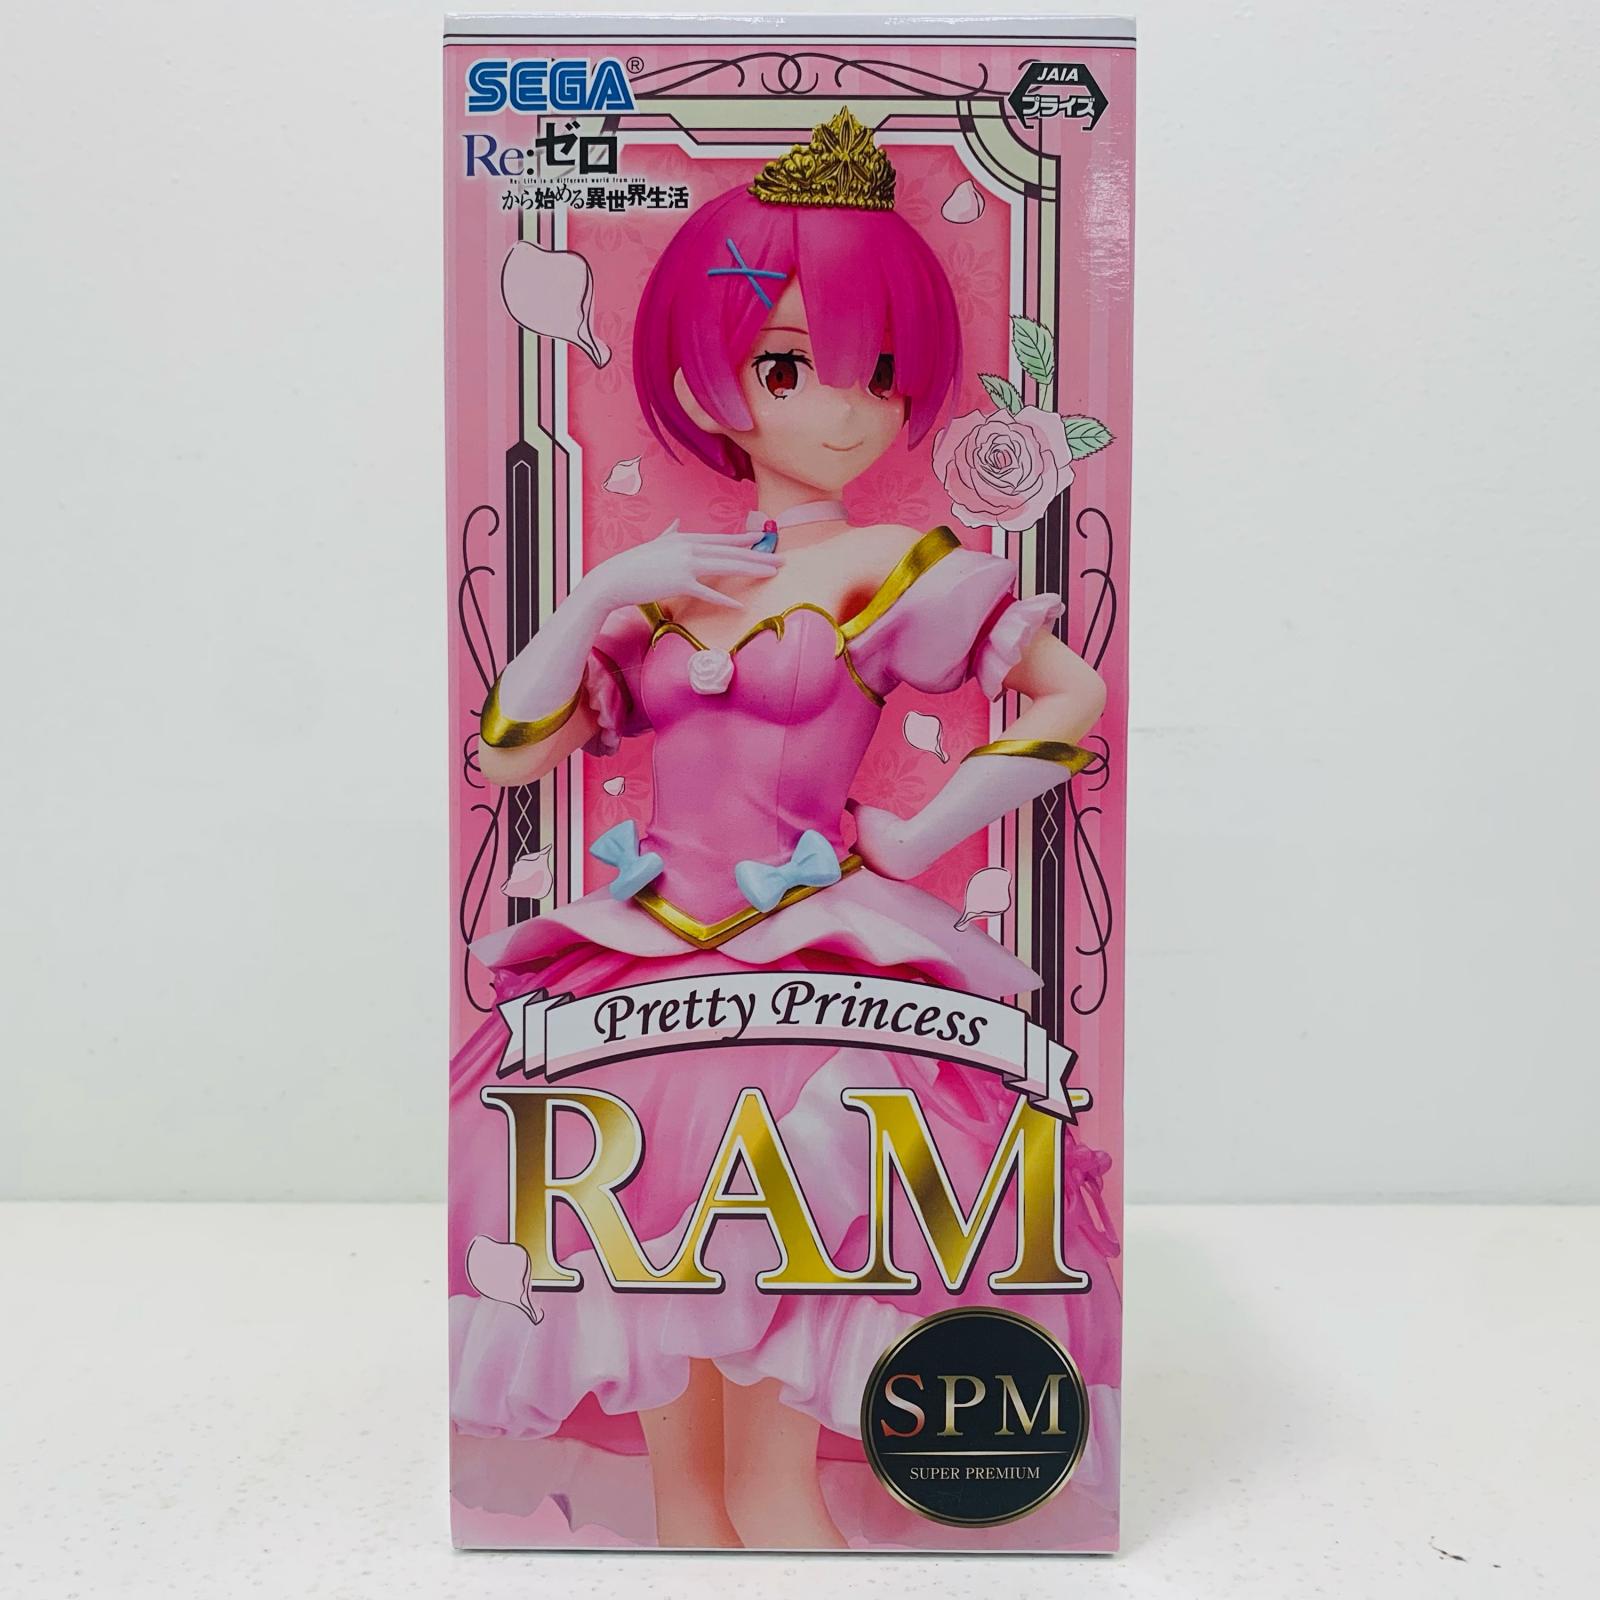 SEGA®
JAIA
プライズ
Re:ゼロ
Re: Life in a different world from zero
から始める異世界生活
Pretty Princess
RAM
SPM
SUPER PREMIUM